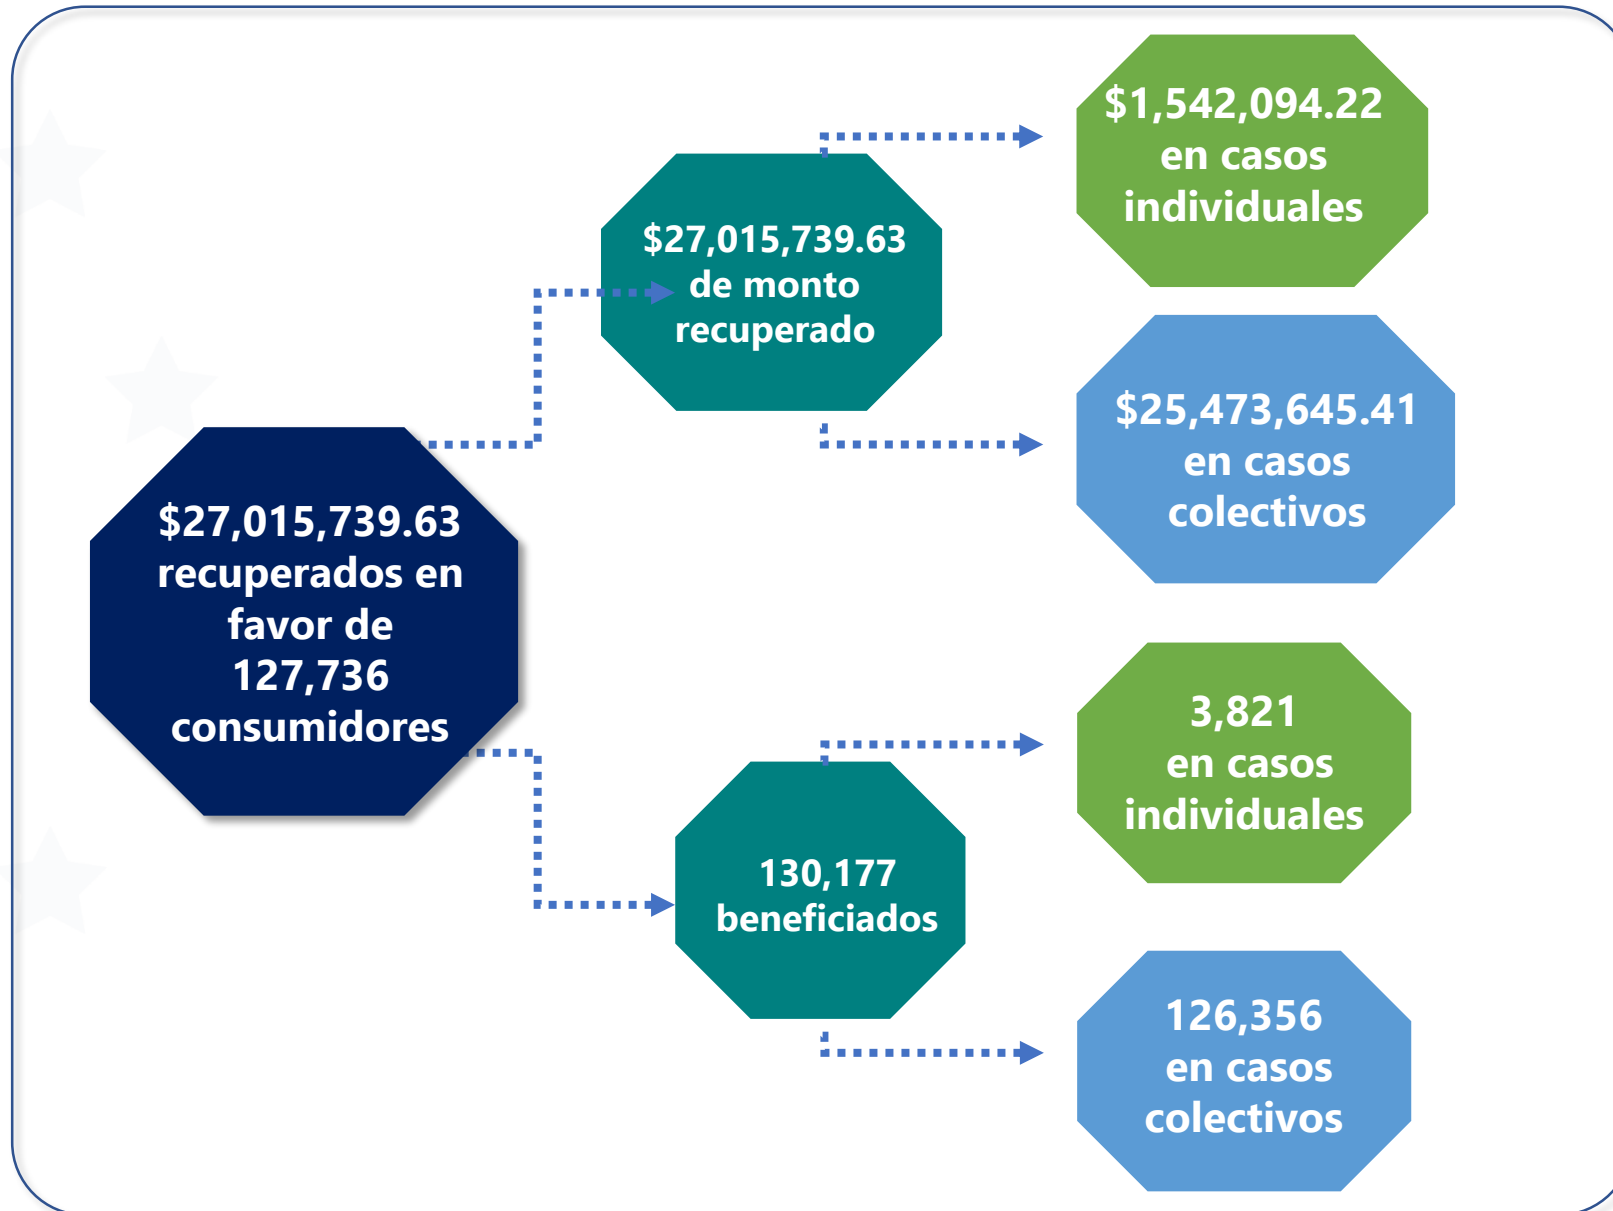 $27,015,739.63
recuperados en
favor de
127,736
consumidores
$27,015,739.63
de monto
recuperado
$1,542,094.22
en casos
individuales
$25,473,645.41
en casos
colectivos
130,177
beneficiados
3,821
en casos
individuales
126,356
en casos
colectivos